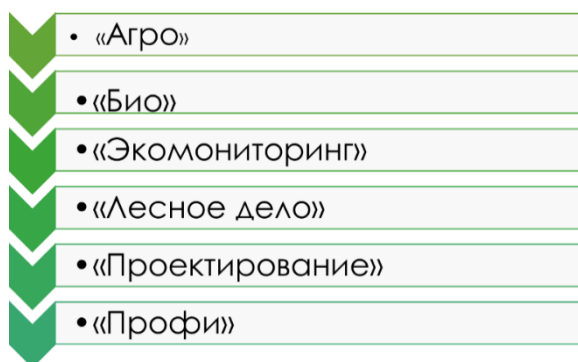 • «Агро»
• «Био»
• «Экомониторинг»
• «Лесное дело»
• «Проектирование»
• «Профи»